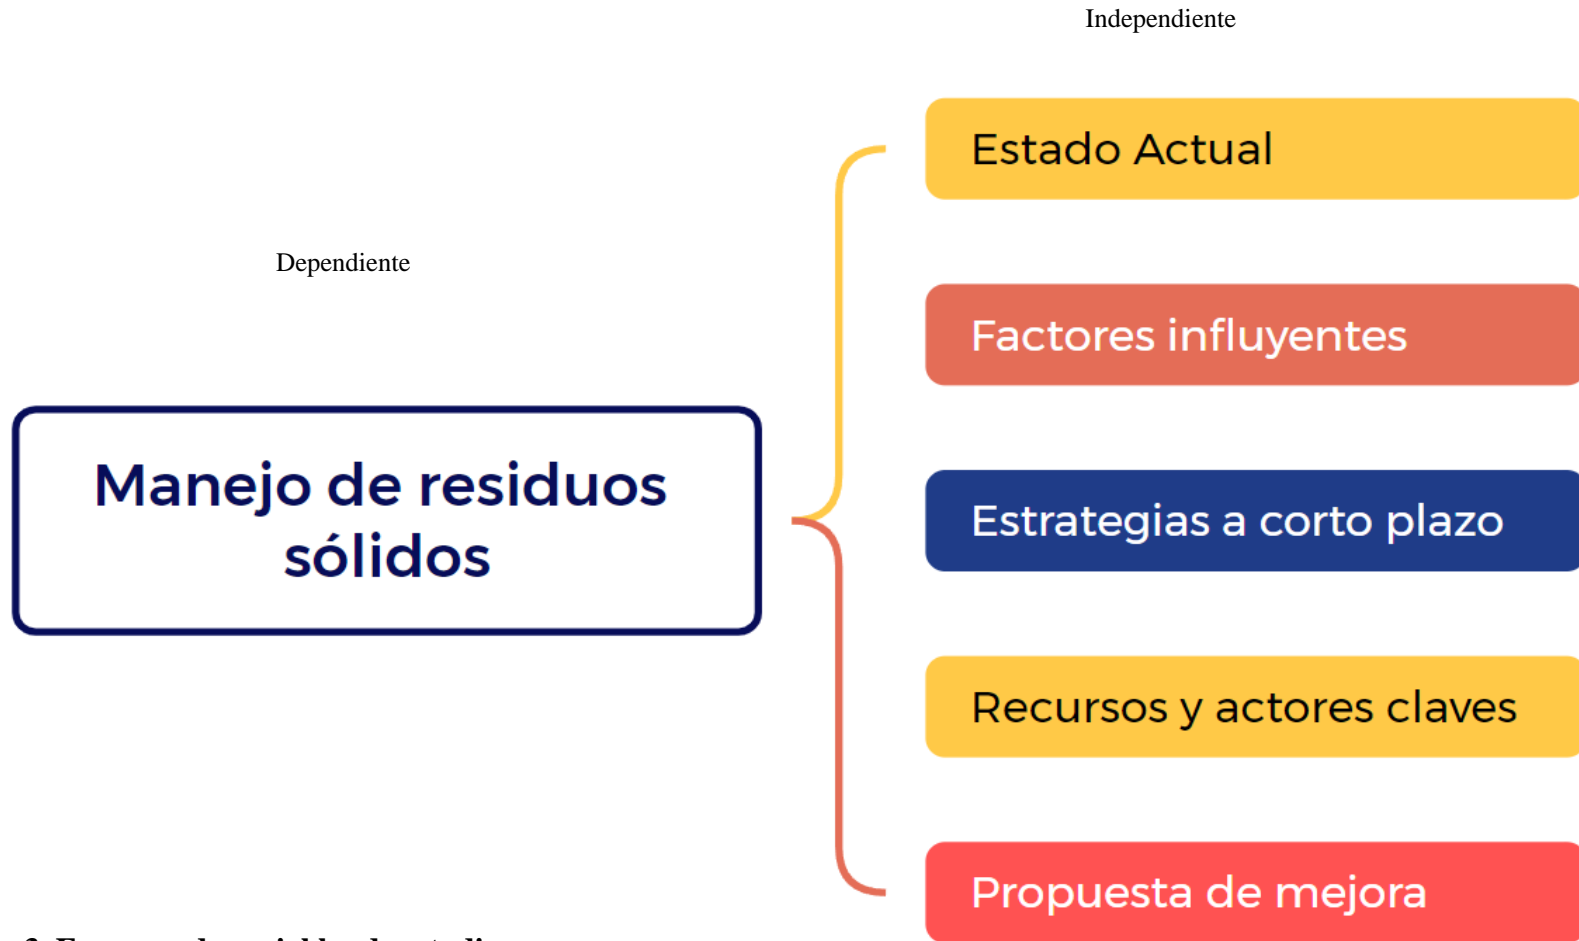 Independiente
Estado Actual
Dependiente
Factores influyentes
Manejo de residuos
sólidos
Estrategias a corto plazo
Recursos y actores claves
Propuesta de mejora